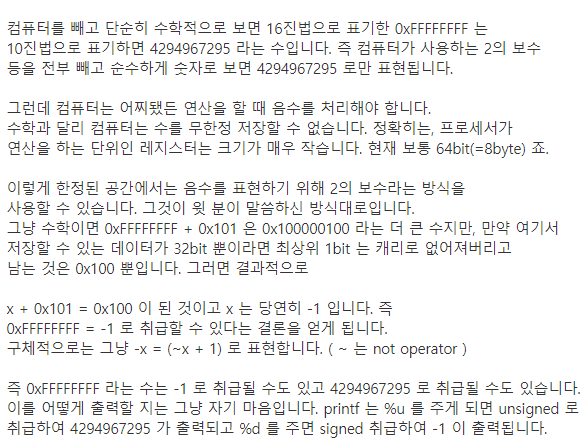 컴퓨터를 빼고 단순히 수학적으로 보면 16진법으로 표기한 0xFFFFFFFF 는
10진법으로 표기하면 4294967295 라는 수입니다. 즉 컴퓨터가 사용하는 2의 보수
등을 전부 빼고 순수하게 숫자로 보면 4294967295 로만 표현됩니다.
그런데 컴퓨터는 어찌됐든 연산을 할 때 음수를 처리해야 합니다.
수학과 달리 컴퓨터는 수를 무한정 저장할 수 없습니다. 정확히는, 프로세서가
연산을 하는 단위인 레지스터는 크기가 매우 작습니다. 현재 보통 64bit(=8byte) 죠.
이렇게 한정된 공간에서는 음수를 표현하기 위해 2의 보수라는 방식을
사용할 수 있습니다. 그것이 윗 분이 말씀하신 방식대로입니다.
그냥 수학이면 0xFFFFFFFF + 0x101 은 0x100000100 라는 더 큰 수지만, 만약 여기서
저장할 수 있는 데이터가 32bit 뿐이라면 최상위 1bit 는 캐리로 없어져버리고
남는 것은 0x100 뿐입니다. 그러면 결과적으로
x + 0x101 = 0x100 이 된 것이고 x 는 당연히 -1 입니다. 즉
0xFFFFFFFF = -1 로 취급할 수 있다는 결론을 얻게 됩니다.
구체적으로는 그냥 -x = (~x + 1) 로 표현합니다. ( ~ 는 not operator )
즉 0xFFFFFFFF 라는 수는 -1 로 취급될 수도 있고 4294967295 로 취급될 수도 있습니다.
이를 어떻게 출력할 지는 그냥 자기 마음입니다. printf 는 %u 를 주게 되면 unsigned 로
취급하여 4294967295 가 출력되고 %d 를 주면 signed 취급하여 -1 이 출력됩니다.